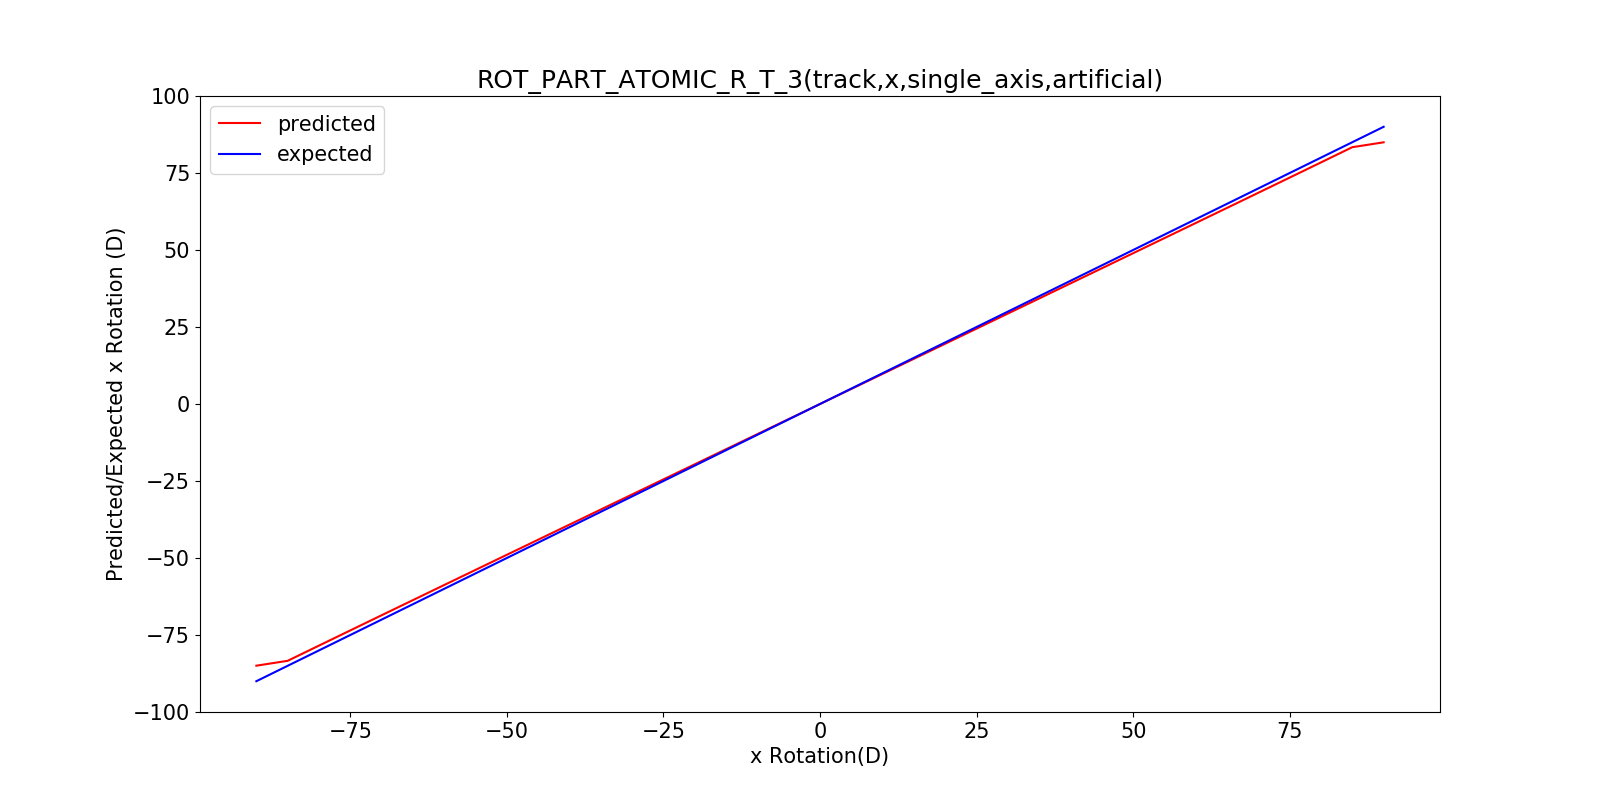 ROT_PART_ATOMIC_R_T_3(track,x,single_axis,artificial)
predicted
expected
Predicted/Expected x Rotation (D)
100
75
50
25
0
−25
−50
−75
−100
−75 −50 −25 0 25 50 75
x Rotation(D)